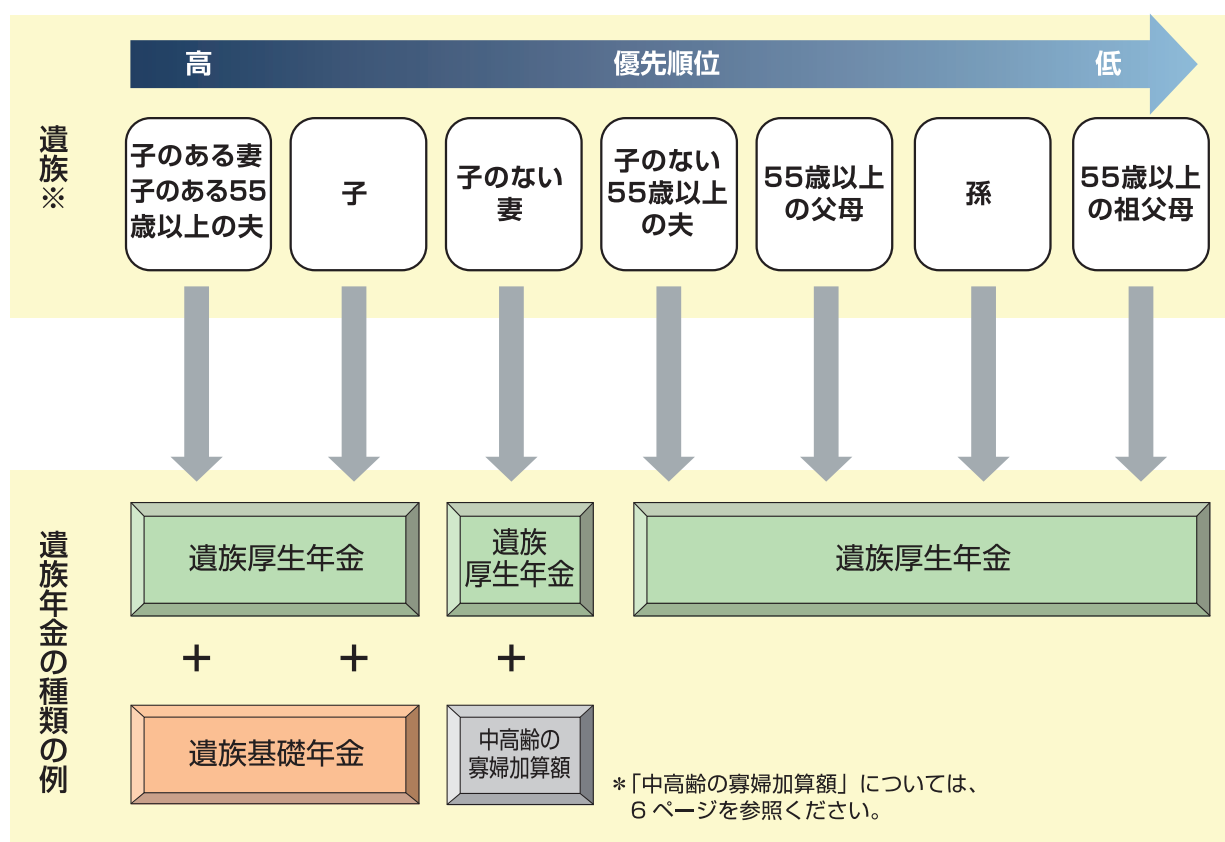 高 優先順位 低
遺族※
子のある妻
子のある55
歳以上の夫
子
子のない
妻
子のない
55歳以上
の夫
55歳以上
の父母
孫
55歳以上
の祖父母
遺族年金の種類の例
遺族厚生年金
遺族
厚生年金
遺族厚生年金
+ + +
遺族基礎年金
中高齢の
寡婦加算額
*「中高齢の寡婦加算額」については、
6ページを参照ください。